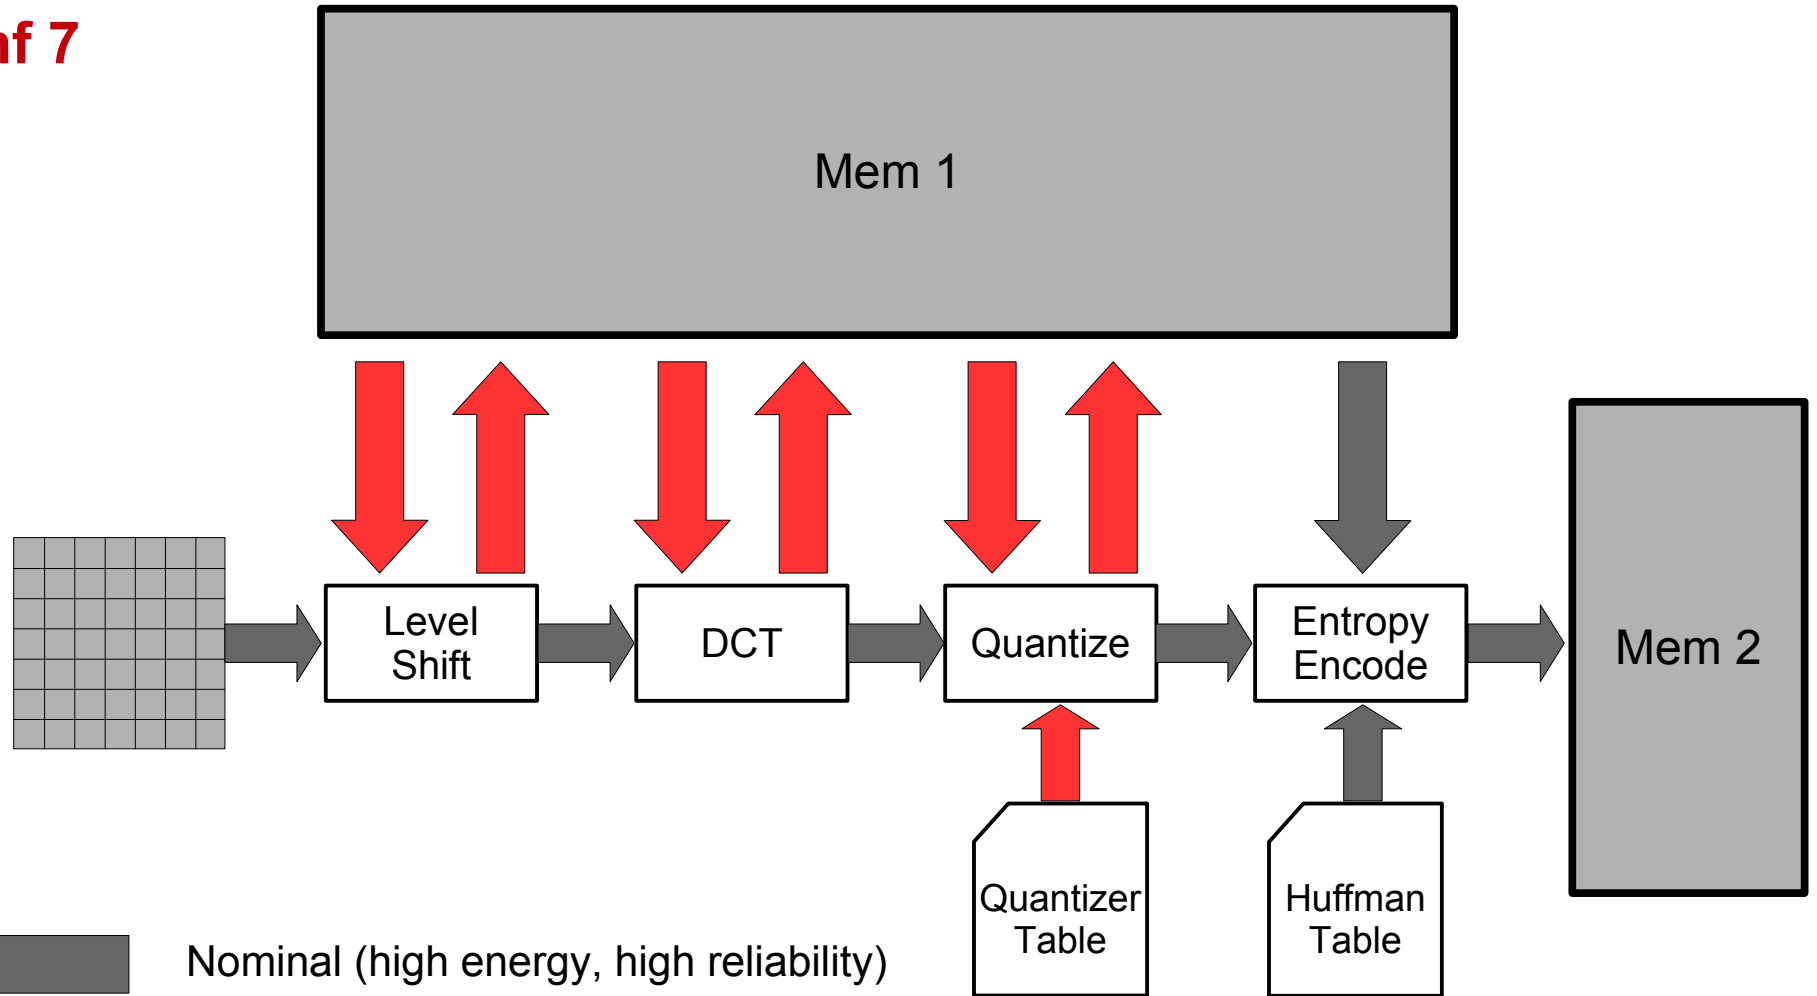 nf 7
Mem 1
Level
Shift
DCT
Quantize
Entropy
Encode
Mem 2
Quantizer
Table
Huffman
Table
Nominal (high energy, high reliability)